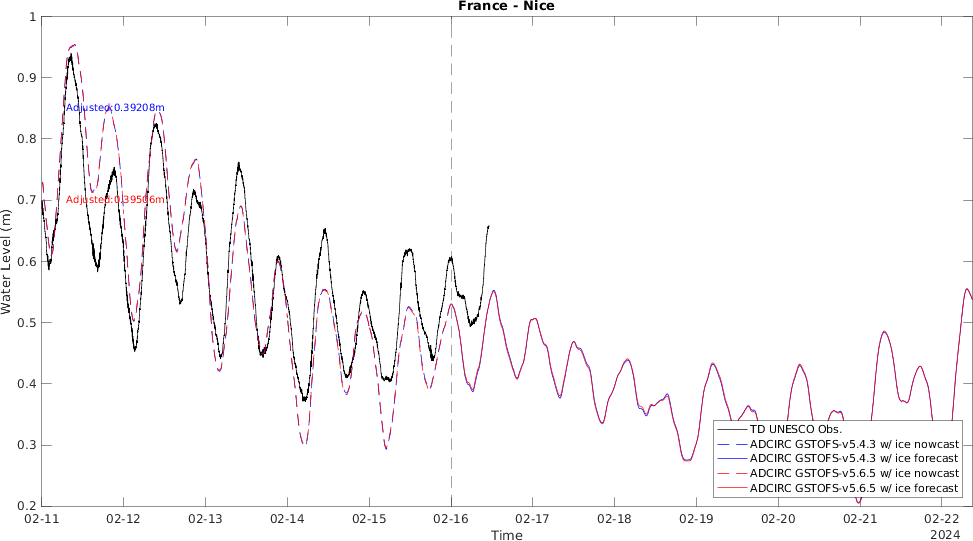 France - Nice
Water Level (m)
1
0.9
0.8
0.7
0.6
0.5
0.4
0.3
0.2
Adjusted:0.39208m
Adjusted:0.39506m
TD UNESCO Obs.
ADCIRC GSTOFS-v5.4.3 w/ ice nowcast
ADCIRC GSTOFS-v5.4.3 w/ ice forecast
ADCIRC GSTOFS-v5.6.5 w/ ice nowcast
ADCIRC GSTOFS-v5.6.5 w/ ice forecast
02-11 02-12 02-13 02-14 02-15 02-16 02-17 02-18 02-19 02-20 02-21 02-22
2024
Time